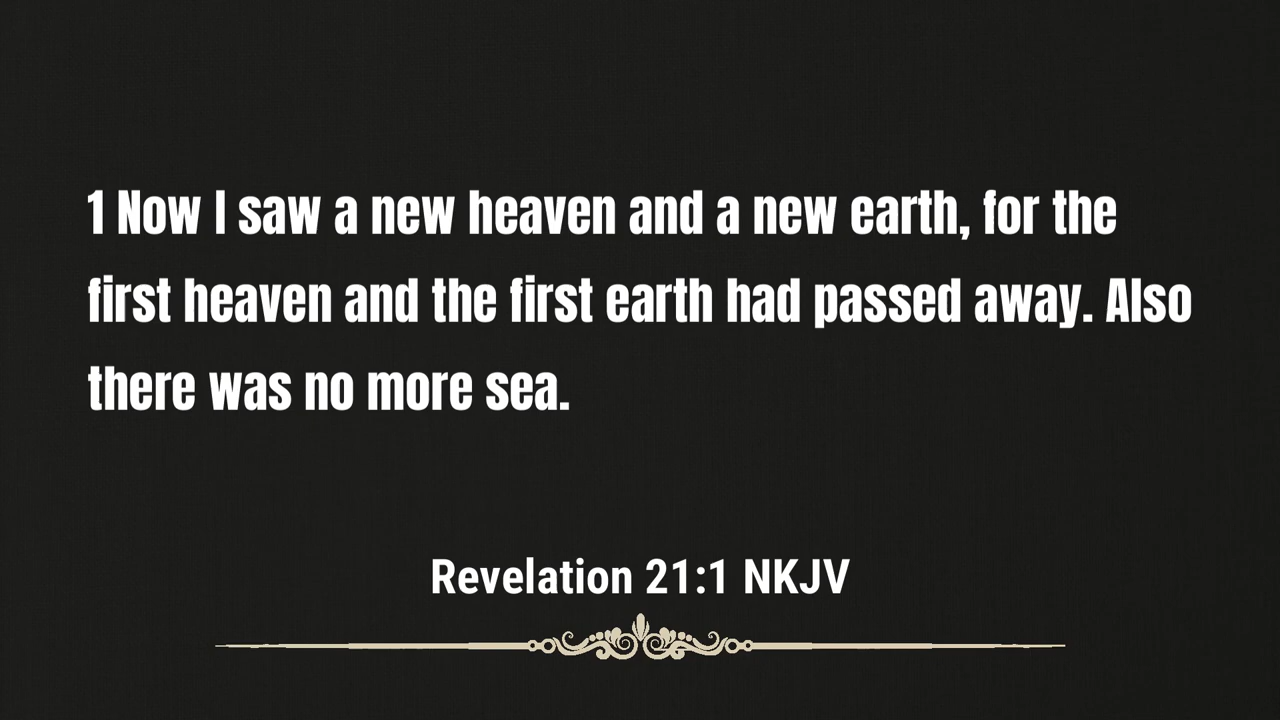 1 Now I saw a new heaven and a new earth, for the
first heaven and the first earth had passed away. Also
there was no more sea.
Revelation 21:1 NKJV